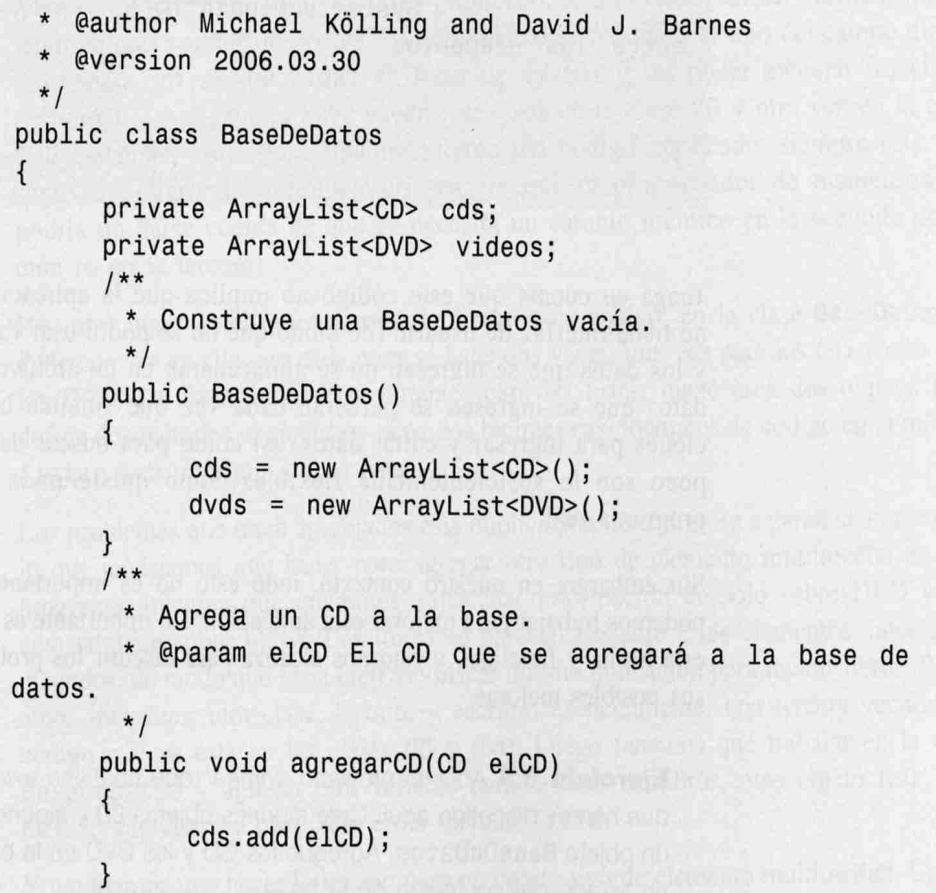 * @author Michael Kölling and David J. Barnes
* @version 2006.03.30
*/
public class BaseDeDatos
{
private ArrayList<CD> cds;
private ArrayList<DVD> videos;
/**
* Construye una BaseDeDatos vacía.
*/
public BaseDeDatos()
{
cds = new ArrayList<CD>();
dvds = new ArrayList<DVD>();
}
/**
* Agrega un CD a la base.
* @param elCD El CD que se agregará a la base de
datos.
*/
public void agregarCD(CD elCD)
{
cds.add(elCD);
}